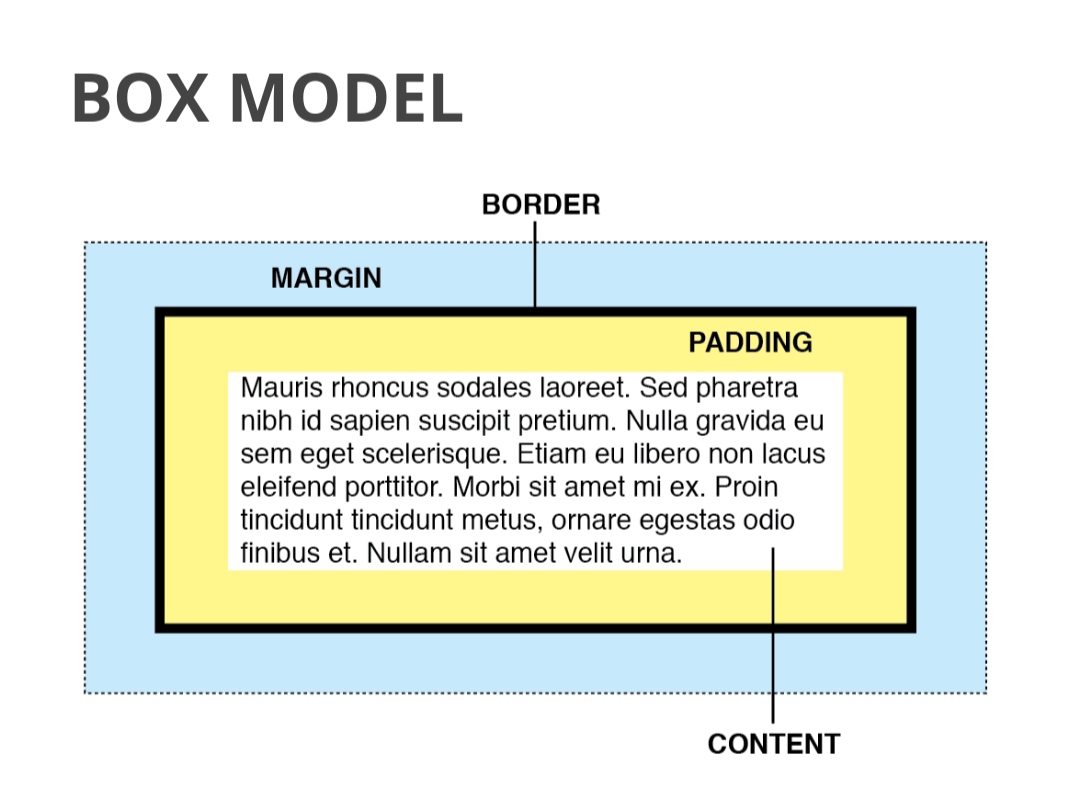 BOX MODEL
BORDER
MARGIN
PADDING
Mauris rhoncus sodales laoreet. Sed pharetra
nibh id sapien suscipit pretium. Nulla gravida eu
sem eget scelerisque. Etiam eu libero non lacus
eleifend porttitor. Morbi sit amet mi ex. Proin
tincidunt tincidunt metus, ornare egestas odio
finibus et. Nullam sit amet velit urna.
CONTENT